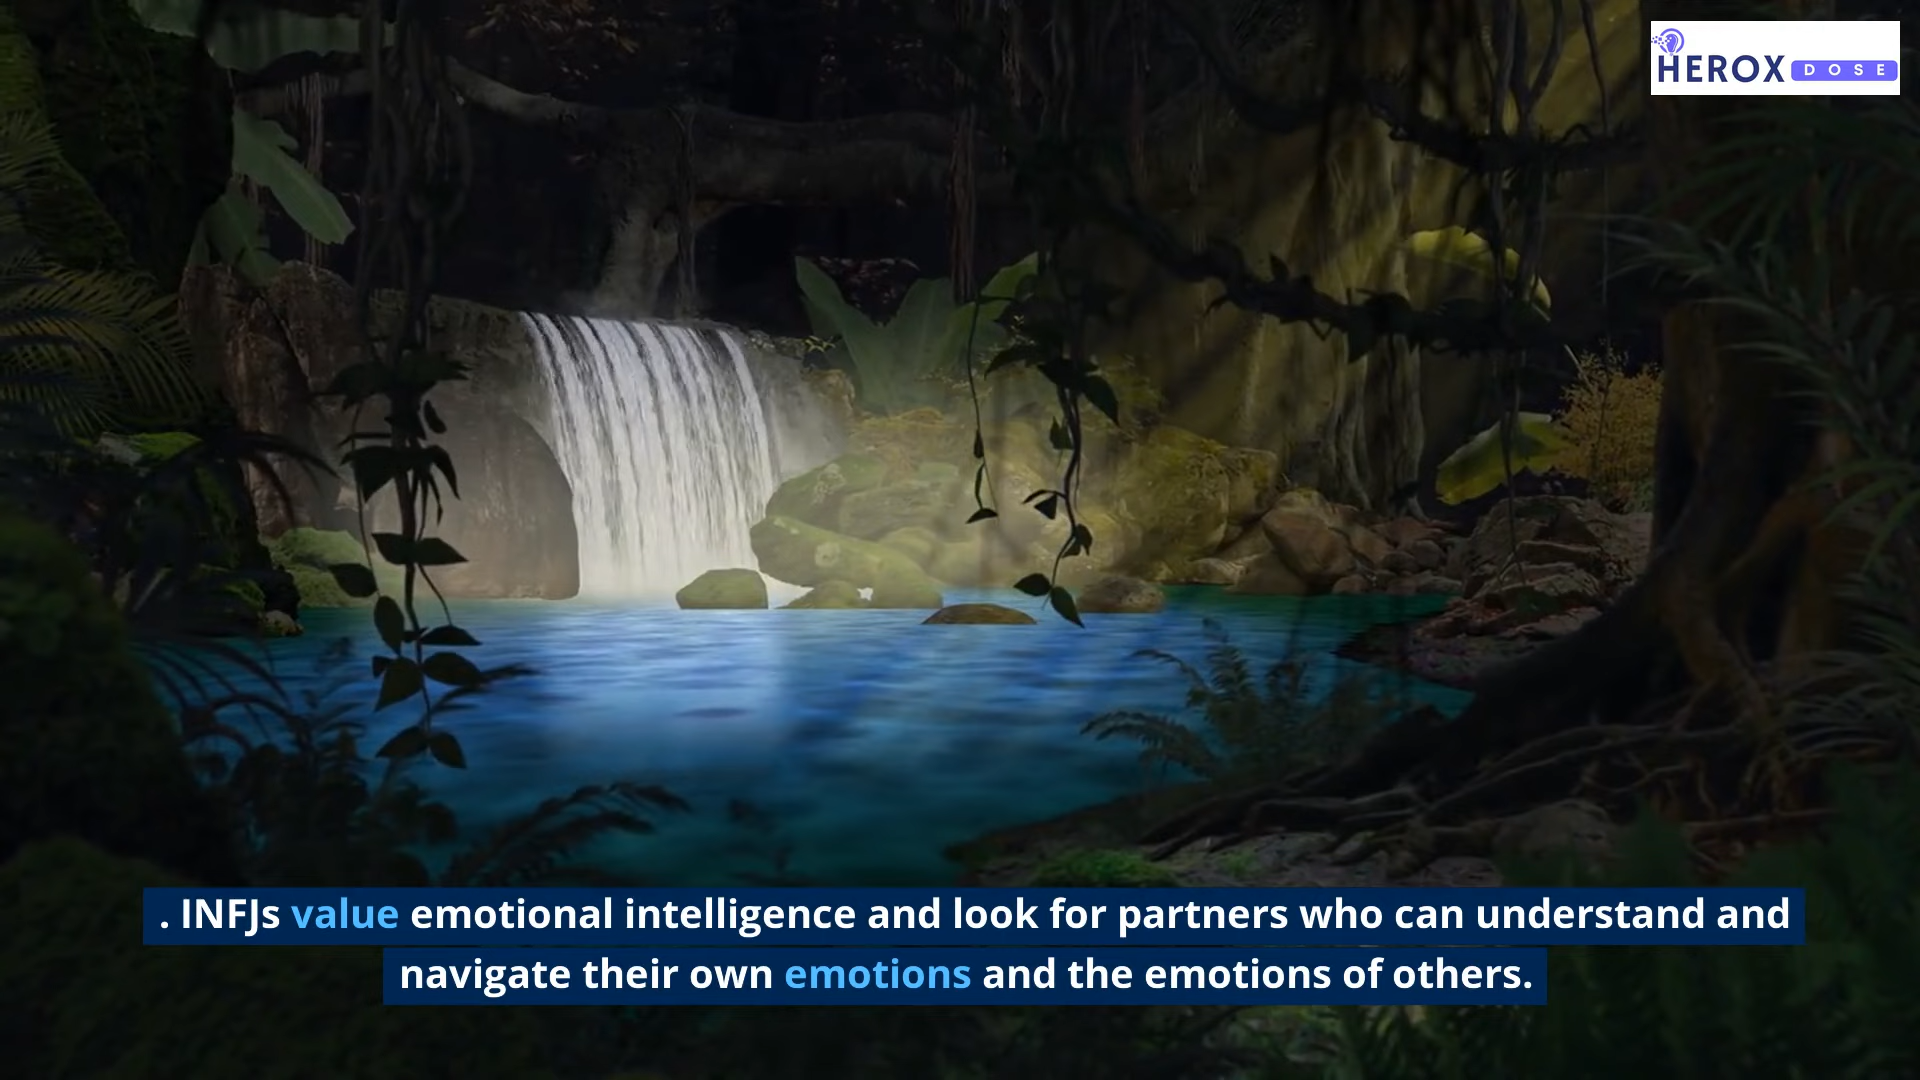 HEROX DOSE
. INFJs value emotional intelligence and look for partners who can understand and
navigate their own emotions and the emotions of others.